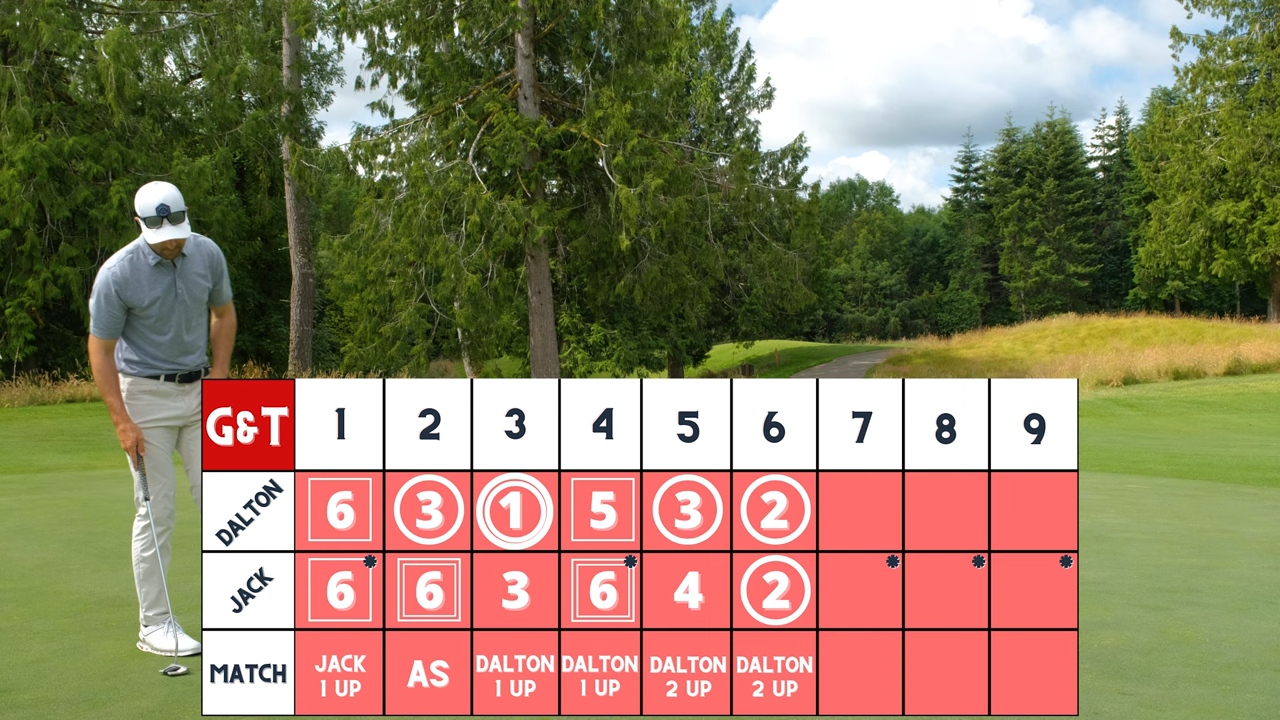 G&T 1 2 3 4 5 6 7 8 9
DALTON 6 3 1 5 3 2
JACK 6* 6 3 6* 4 2 * * *
MATCH JACK 1 UP AS DALTON 1 UP DALTON 1 UP DALTON 2 UP DALTON 2 UP